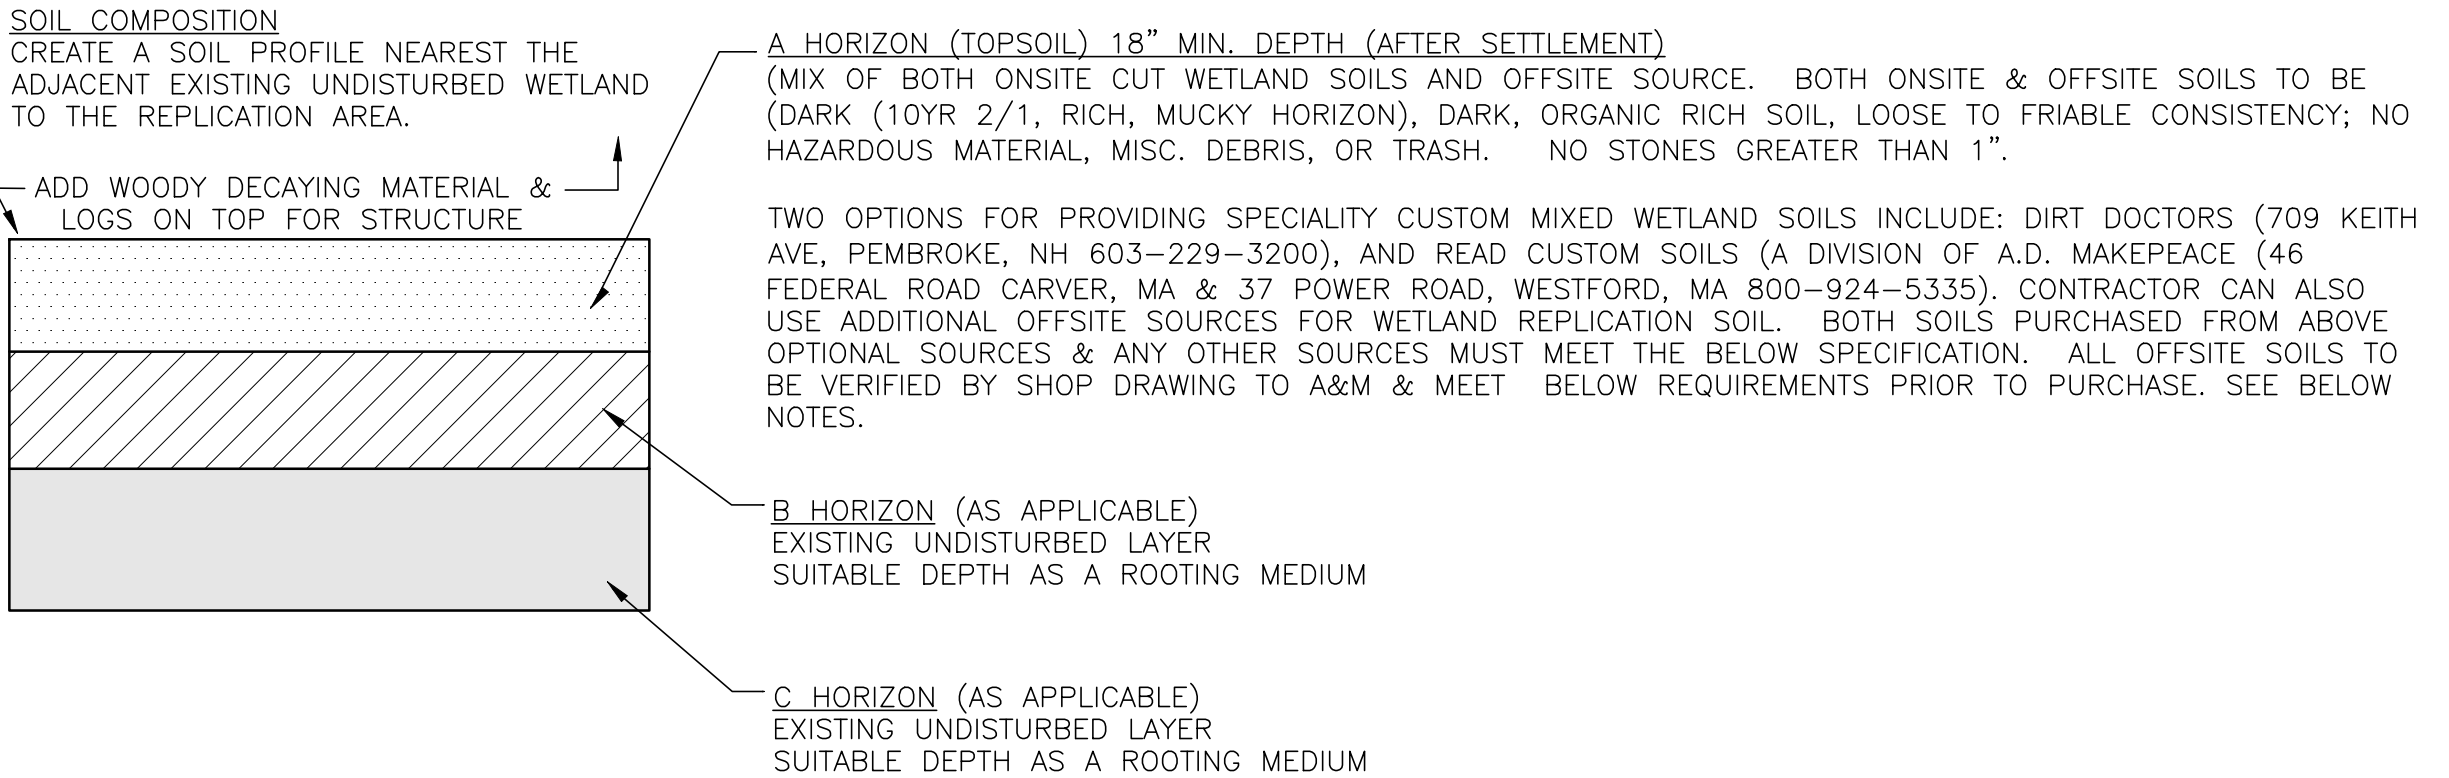 SOIL COMPOSITION
CREATE A SOIL PROFILE NEAREST THE
ADJACENT EXISTING UNDISTURBED WETLAND
TO THE REPLICATION AREA.
ADD WOODY DECAYING MATERIAL &
LOGS ON TOP FOR STRUCTURE
A HORIZON (TOPSOIL) 18" MIN. DEPTH (AFTER SETTLEMENT)
(MIX OF BOTH ONSITE CUT WETLAND SOILS AND OFFSITE SOURCE. BOTH ONSITE & OFFSITE SOILS TO BE
(DARK (10YR 2/1, RICH, MUCKY HORIZON), DARK, ORGANIC RICH SOIL, LOOSE TO FRIABLE CONSISTENCY; NO
HAZARDOUS MATERIAL, MISC. DEBRIS, OR TRASH. NO STONES GREATER THAN 1".
TWO OPTIONS FOR PROVIDING SPECIALITY CUSTOM MIXED WETLAND SOILS INCLUDE: DIRT DOCTORS (709 KEITH
AVE, PEMBROKE, NH 603-229-3200), AND READ CUSTOM SOILS (A DIVISION OF A.D. MAKEPEACE (46
FEDERAL ROAD CARVER, MA & 37 POWER ROAD, WESTFORD, MA 800-924-5335). CONTRACTOR CAN ALSO
USE ADDITIONAL OFFSITE SOURCES FOR WETLAND REPLICATION SOIL. BOTH SOILS PURCHASED FROM ABOVE
OPTIONAL SOURCES & ANY OTHER SOURCES MUST MEET THE BELOW SPECIFICATION. ALL OFFSITE SOILS TO
BE VERIFIED BY SHOP DRAWING TO A&M & MEET BELOW REQUIREMENTS PRIOR TO PURCHASE. SEE BELOW
NOTES.
B HORIZON (AS APPLICABLE)
EXISTING UNDISTURBED LAYER
SUITABLE DEPTH AS A ROOTING MEDIUM
C HORIZON (AS APPLICABLE)
EXISTING UNDISTURBED LAYER
SUITABLE DEPTH AS A ROOTING MEDIUM